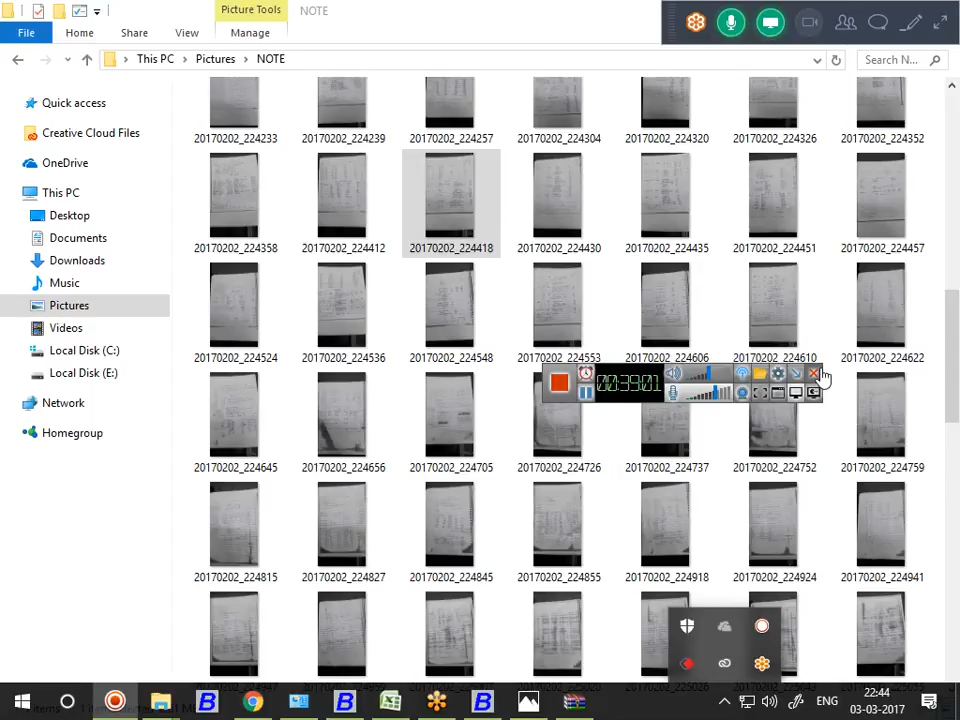 Picture Tools NOTE
File Home Share View Manage
This PC Pictures NOTE Search N...
Quick access
Creative Cloud Files
OneDrive
This PC
Desktop
Documents
Downloads
Music
Pictures
Videos
Local Disk (C:)
Local Disk (E:)
Network
Homegroup
20170202_224233 20170202_224239 20170202_224257 20170202_224304 20170202_224320 20170202_224326 20170202_224352
20170202_224358 20170202_224412 20170202_224418 20170202_224430 20170202_224435 20170202_224451 20170202_224457
20170202_224524 20170202_224536 20170202_224548 20170202_224553 20170202_224606 20170202_224610 20170202_224622
00:39:01
20170202_224645 20170202_224656 20170202_224705 20170202_224726 20170202_224737 20170202_224752 20170202_224759
20170202_224815 20170202_224827 20170202_224845 20170202_224855 20170202_224918 20170202_224924 20170202_224941
ENG
22:44
03-03-2017